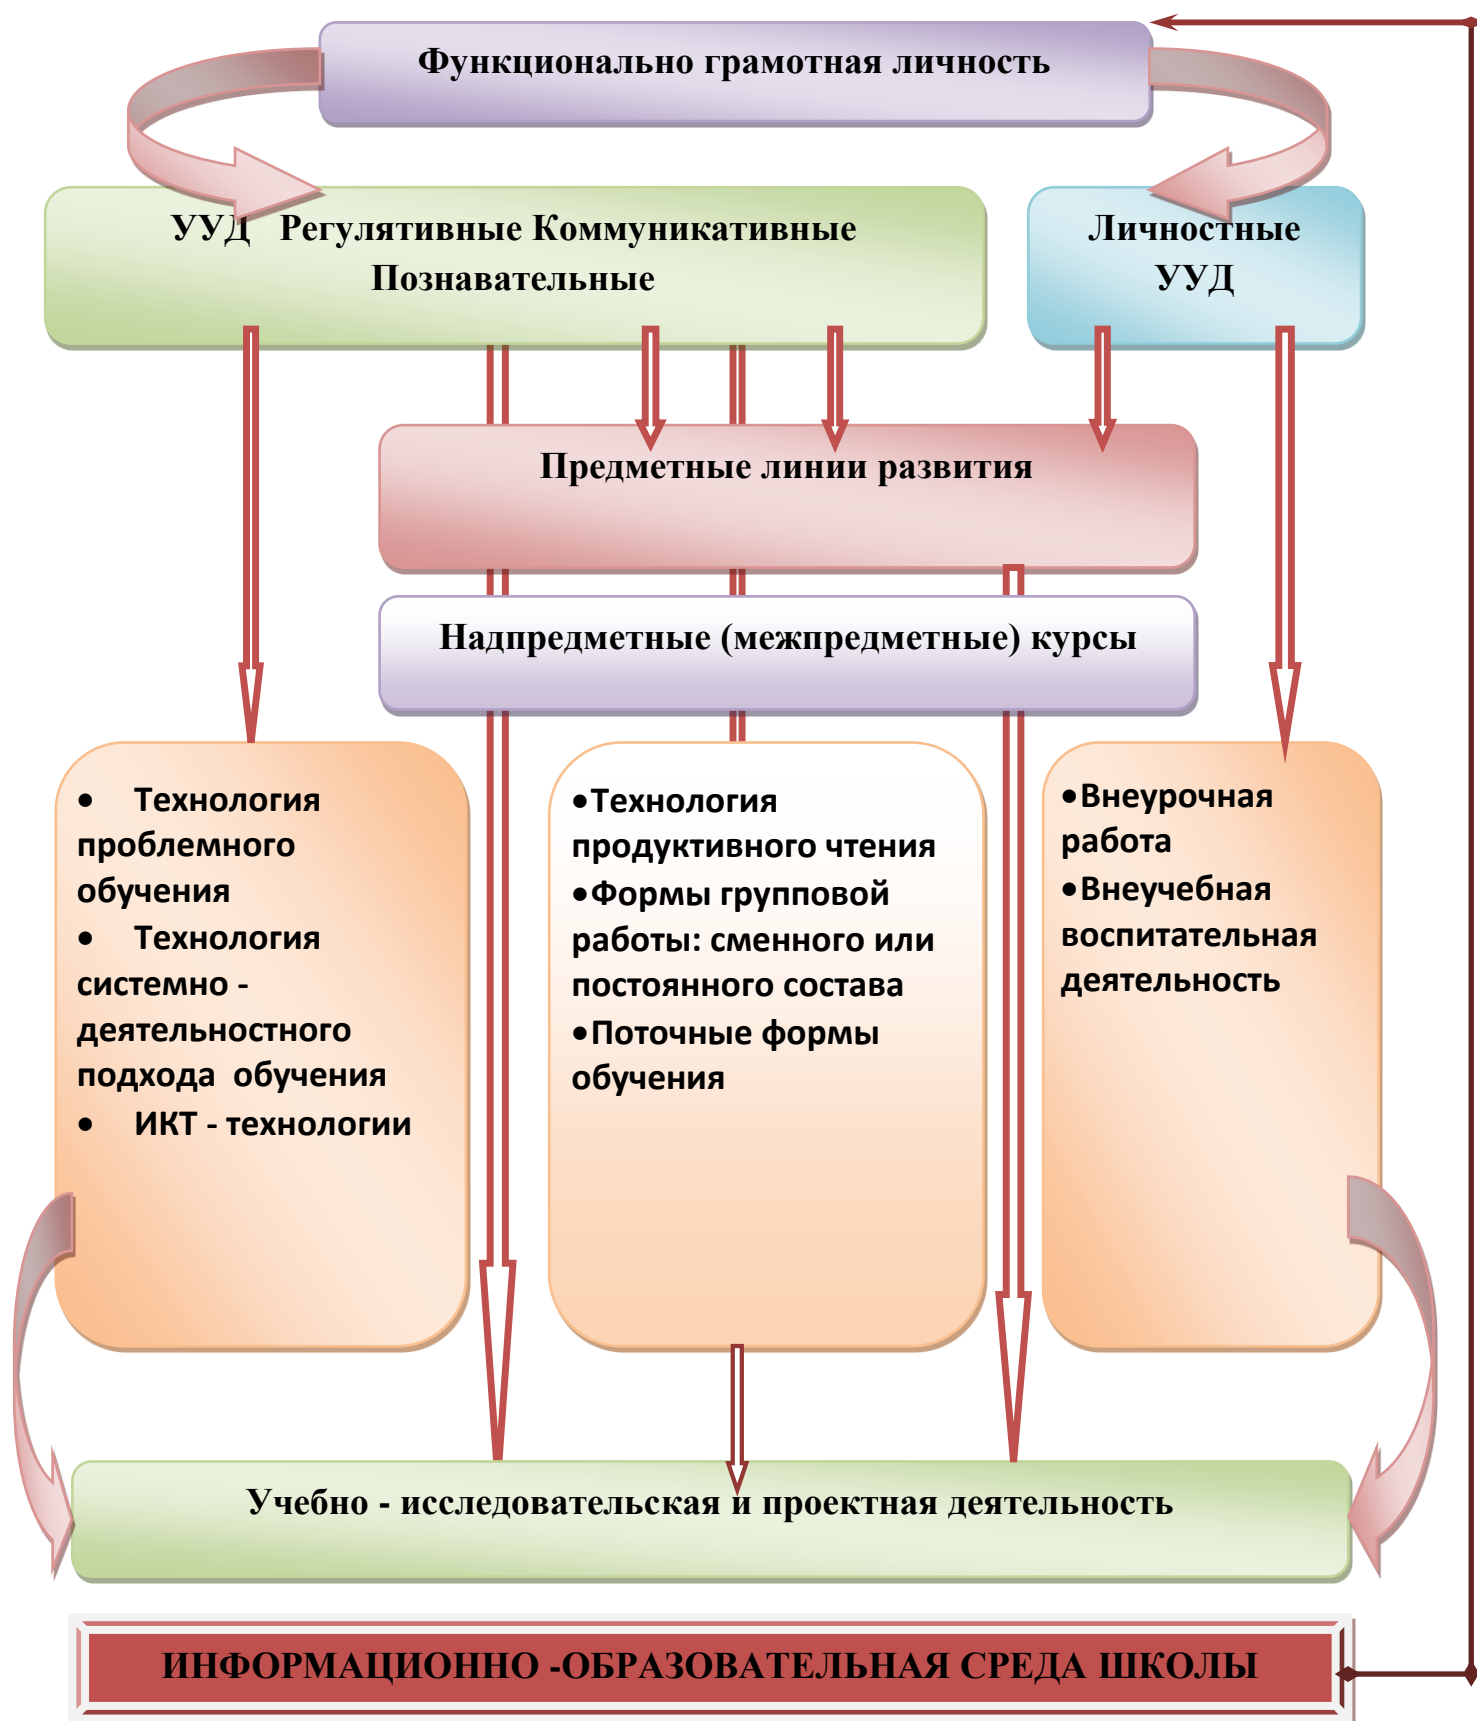 Функционально грамотная личность
УУД Регулятивные Коммуникативные
Познавательные
Личностные
УУД
Предметные линии развития
Надпредметные (межпредметные) курсы
• Технология
проблемного
обучения
• Технология
системно -
деятельностного
подхода обучения
• ИКТ - технологии
•Технология
продуктивного чтения
•Формы групповой
работы: сменного или
постоянного состава
•Поточные формы
обучения
•Внеурочная
работа
•Внеучебная
воспитательная
деятельность
Учебно - исследовательская и проектная деятельность
ИНФОРМАЦИОННО -ОБРАЗОВАТЕЛЬНАЯ СРЕДА ШКОЛЫ